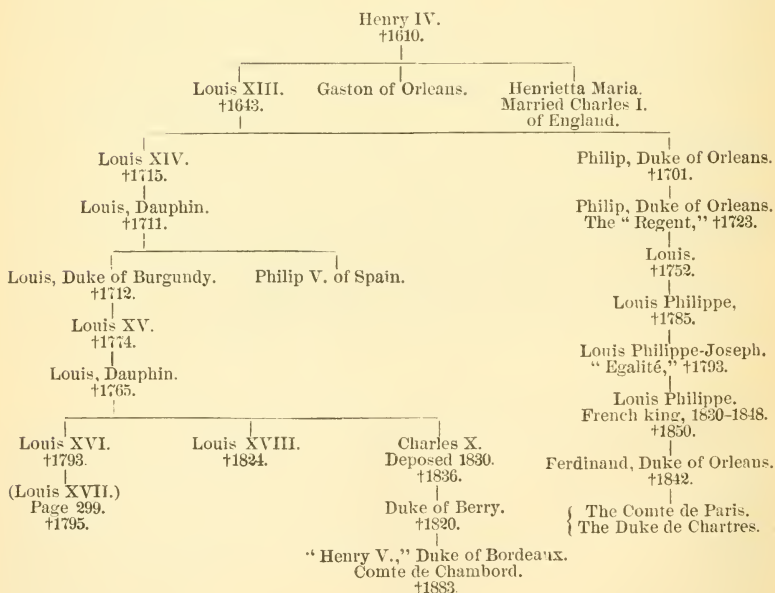 Henry IV.
†1610.
Louis XIII. Gaston of Orleans. Henrietta Maria.
†1643. Married Charles I.
of England.
Louis XIV. Philip, Duke of Orleans.
†1715. †1701.
Louis, Dauphin. Philip, Duke of Orleans.
†1711. The "Regent," †1723.
Louis.
†1752.
Louis, Duke of Burgundy. Philip V. of Spain.
†1712.
Louis Philippe,
†1785.
Louis XV.
†1774.
Louis Philippe-Joseph.
"Egalité," †1793.
Louis, Dauphin.
†1765.
Louis Philippe.
French king, 1830-1848.
†1850.
Louis XVI. Louis XVIII. Charles X.
†1793. †1824. Deposed 1830.
†1836.
Ferdinand, Duke of Orleans.
†1842.
(Louis XVII.)
Page 299.
†1795.
Duke of Berry.
†1820.
The Comte de Paris.
The Duke de Chartres.
"Henry V.," Duke of Bordeaux.
Comte de Chambord.
†1883.